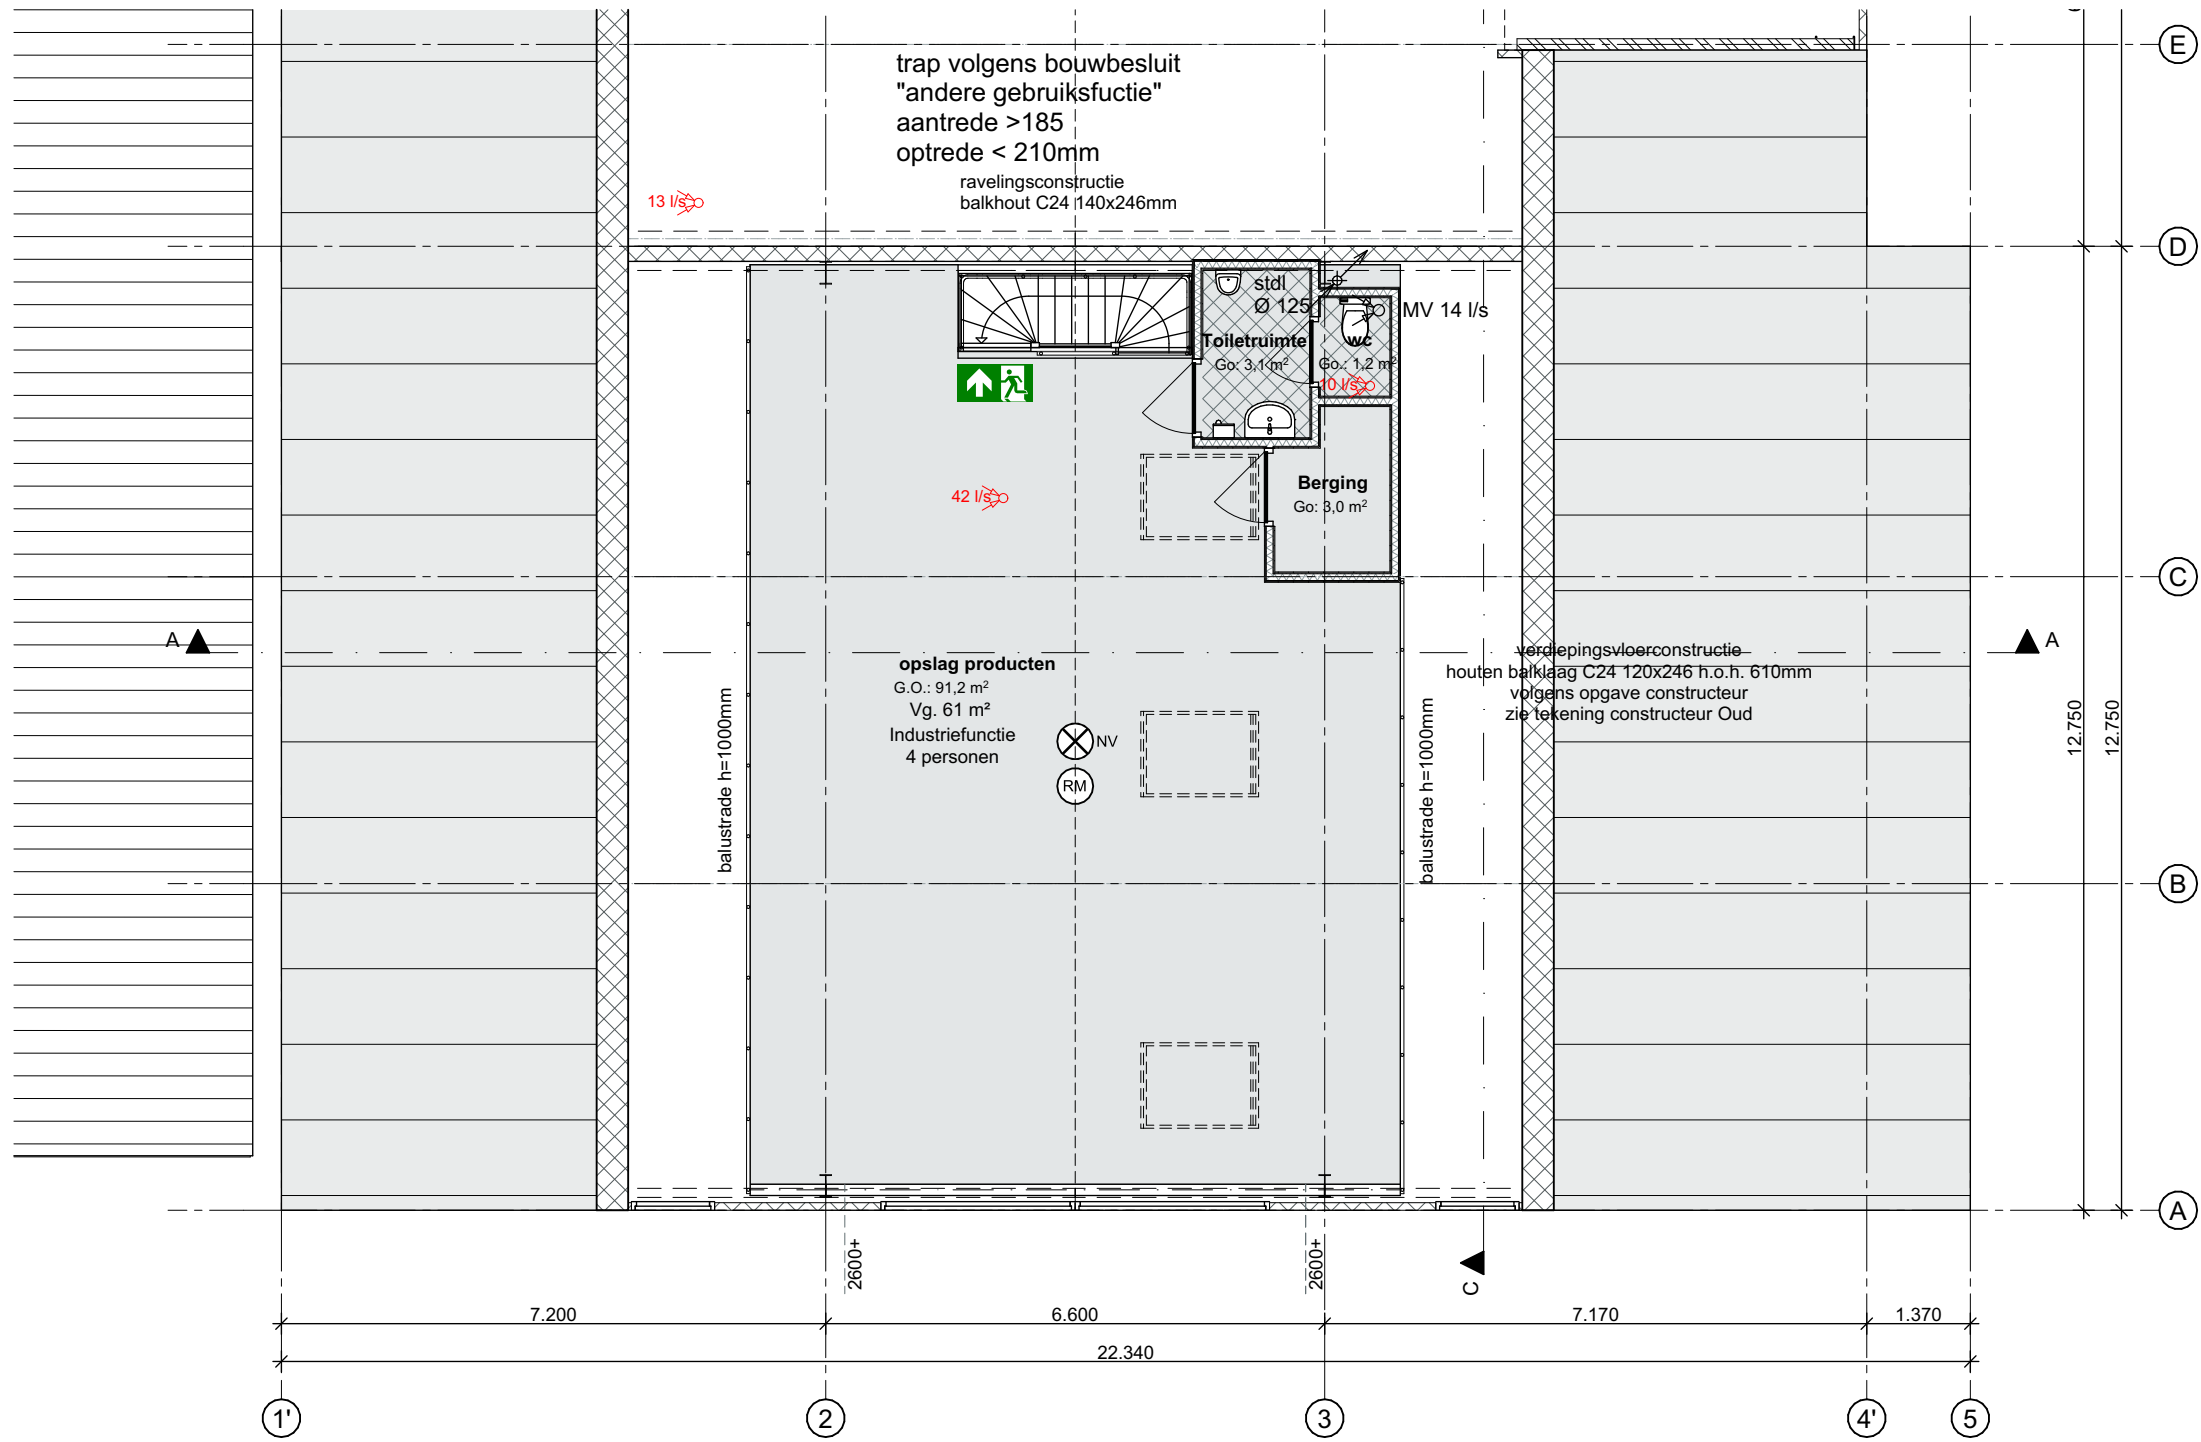 E
trap volgens bouwbesluit
"andere gebruiksfuctie"
aantrede >185
optrede < 210mm
ravelingsconstructie
balkhout C24 140x246mm
13 l/s
D
stdl
Ø 125
MV 14 l/s
Toiletruimte
Go: 3,1 m²
wc
Go.: 1,2 m²
10 l/s
42 l/s
Berging
Go: 3,0 m²
C
A
A
verdiepingsvloerconstructie
houten balklaag C24 120x246 h.o.h. 610mm
volgens opgave constructeur
zie tekening constructeur Oud
opslag producten
G.O.: 91,2 m²
Vg. 61 m²
Industriefunctie
4 personen
NV
RM
balustrade h=1000mm
balustrade h=1000mm
12.750
12.750
B
A
2600+
2600+
C
7.200
6.600
7.170
1.370
22.340
1'
2
3
4'
5